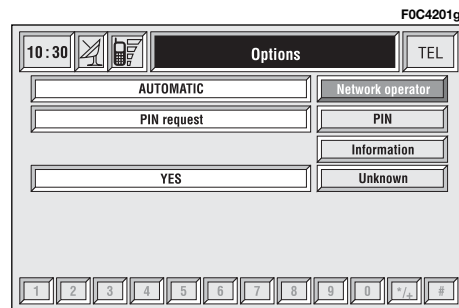 F0C4201g
10:30 Options TEL
AUTOMATIC Network operator
PIN request PIN
Information
YES Unknown
1 2 3 4 5 6 7 8 9 0 */+ #